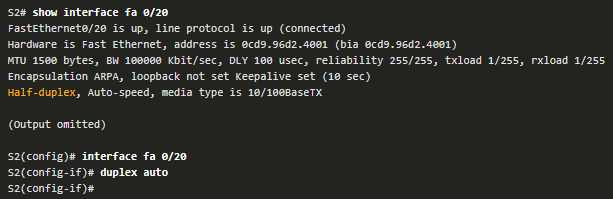 S2# show interface fa 0/20
FastEthernet0/20 is up, line protocol is up (connected)
Hardware is Fast Ethernet, address is 0cd9.96d2.4001 (bia 0cd9.96d2.4001)
MTU 1500 bytes, BW 100000 Kbit/sec, DLY 100 usec, reliability 255/255, txload 1/255, rxload 1/255
Encapsulation ARPA, loopback not set Keepalive set (10 sec)
Half-duplex, Auto-speed, media type is 10/100BaseTX
(Output omitted)
S2(config)# interface fa 0/20
S2(config-if)# duplex auto
S2(config-if)#